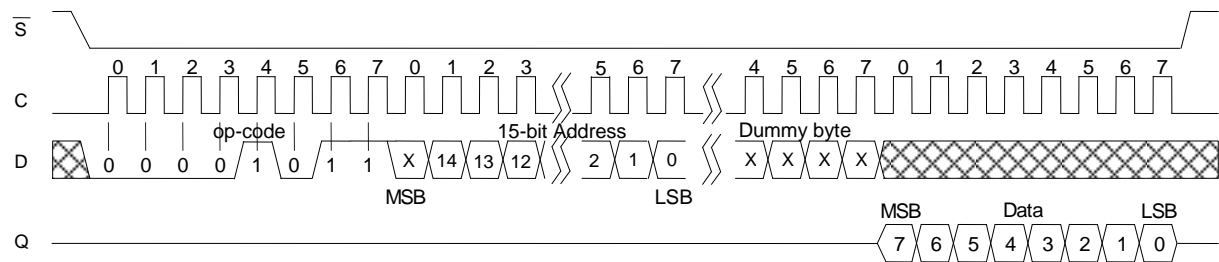 S
0 1 2 3 4 5 6 7 0 1 2 3 5 6 7 4 5 6 7 0 1 2 3 4 5 6 7
C
op-code 15-bit Address Dummy byte
D 0 0 0 0 1 0 1 1 X 14 13 12 2 1 0 X X X X
MSB LSB
MSB Data LSB
Q 7 6 5 4 3 2 1 0